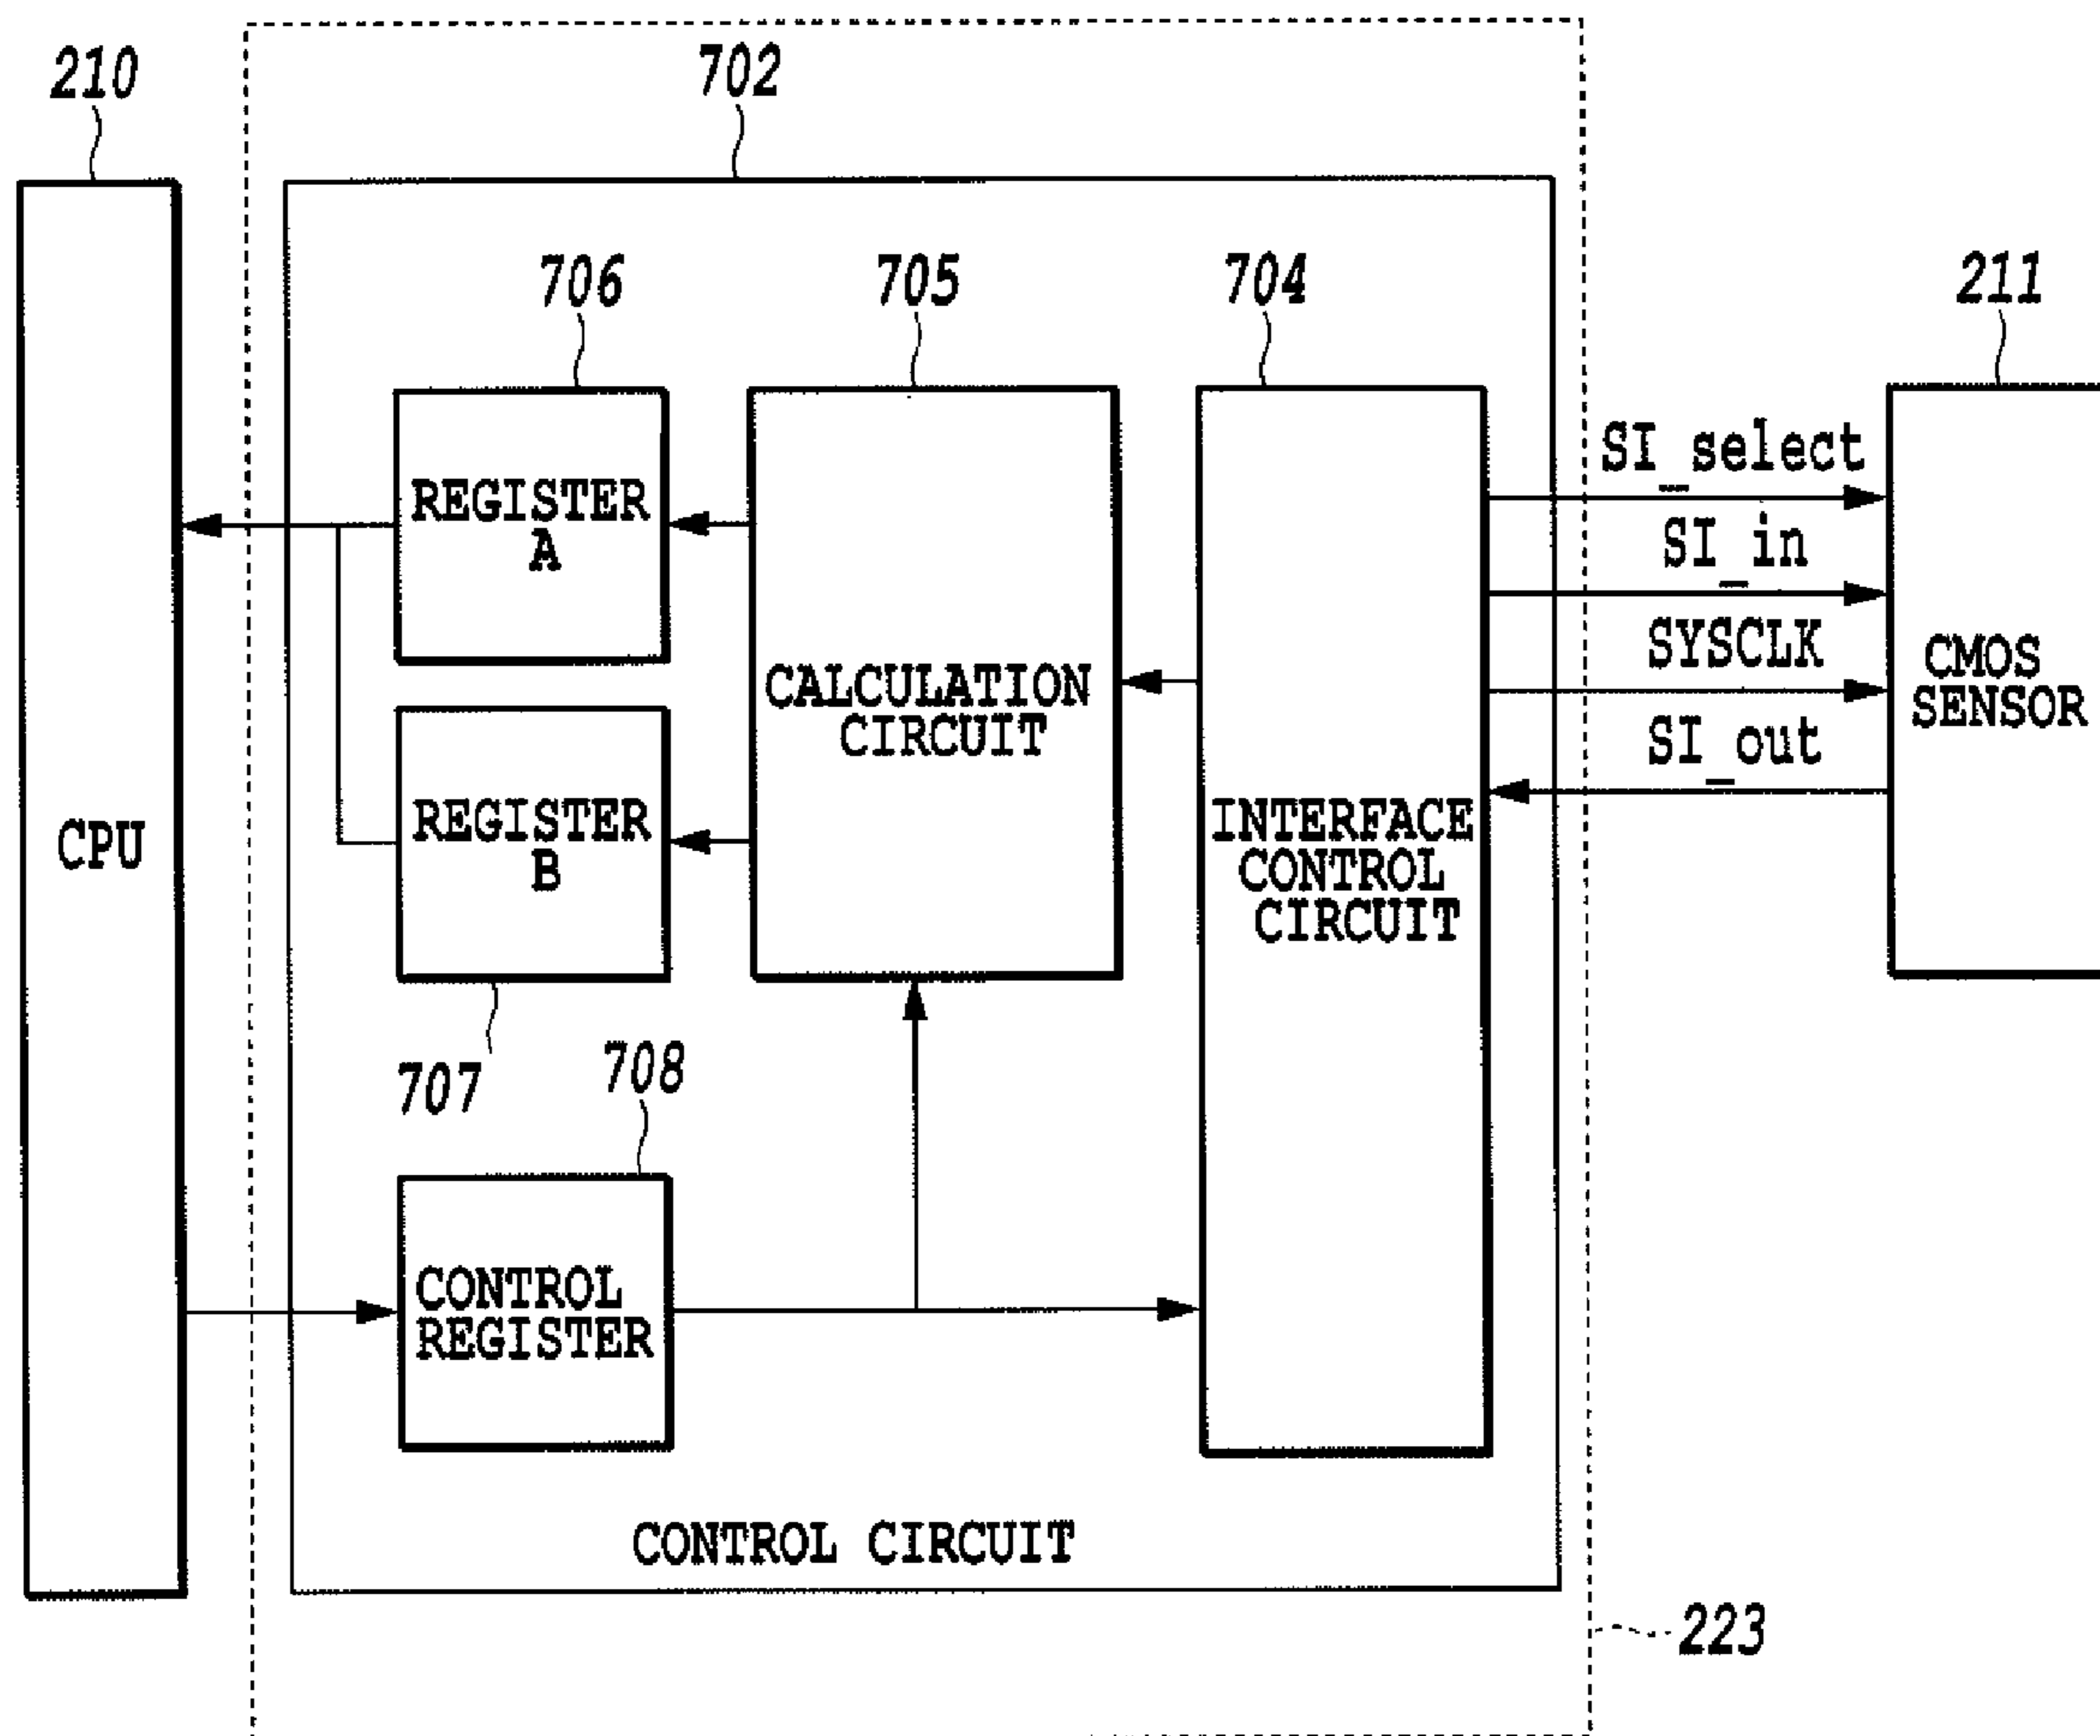 210
702
706
705
704
211
SI_select
REGISTER
A
SI_in
SYSCLK
CMOS
SENSOR
CALCULATION
CIRCUIT
SI_out
CPU
REGISTER
B
INTERFACE
CONTROL
CIRCUIT
707
708
CONTROL
REGISTER
CONTROL CIRCUIT
223